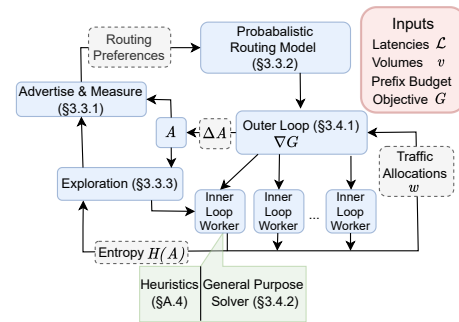 Routing
Preferences
Probabalistic
Routing Model
(§3.3.2)
Inputs
Latencies ℒ
Volumes v
Prefix Budget
Objective G
Advertise & Measure
(§3.3.1)
A
ΔA
Outer Loop (§3.4.1)
∇G
Traffic
Allocations
w
Exploration (§3.3.3)
Inner
Loop
Worker
Inner
Loop
Worker
...
Inner
Loop
Worker
Entropy H(A)
Heuristics
(§A.4)
General Purpose
Solver (§3.4.2)